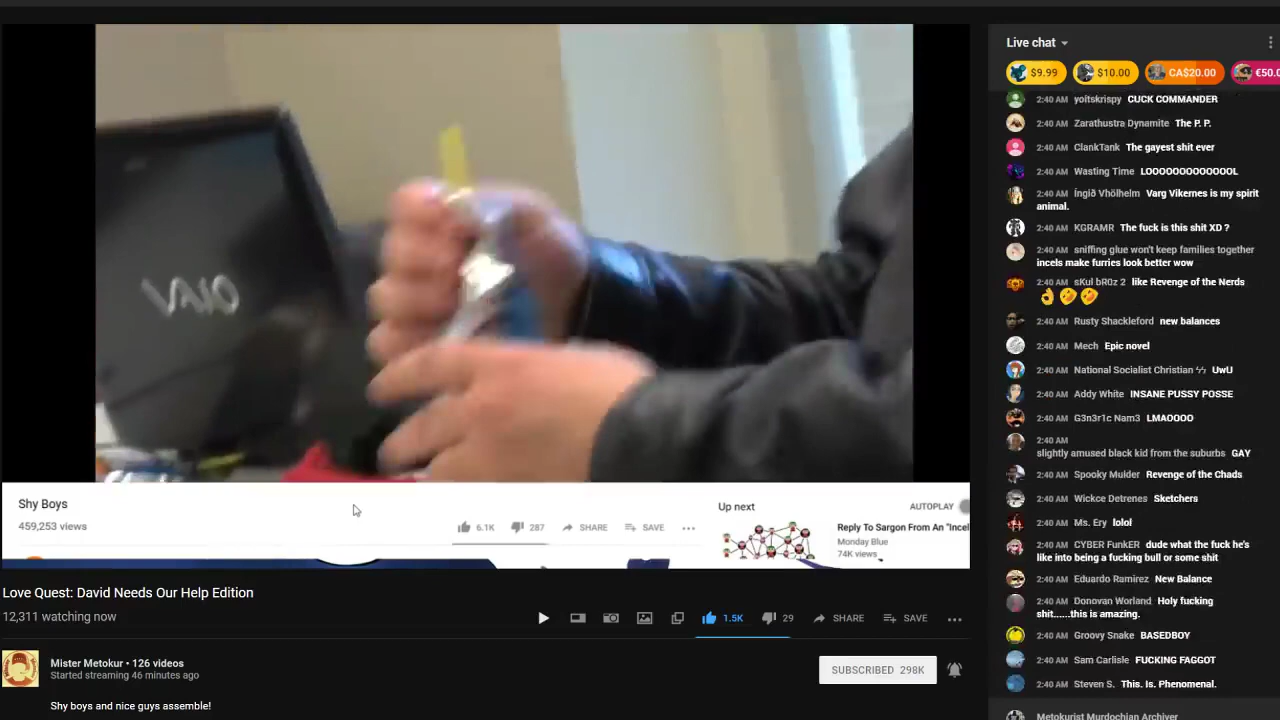 VAIO
Shy Boys
459,253 views
6.1K
287
SHARE
SAVE
Up next
AUTOPLAY
Reply To Sargon From An "Incel
Monday Blue
74K views
Love Quest: David Needs Our Help Edition
12,311 watching now
1.5K
29
SHARE
SAVE
Mister Metokur • 126 videos
Started streaming 46 minutes ago
SUBSCRIBED 298K
Shy boys and nice guys assemble!
Live chat
$9.99
$10.00
CA$20.00
€50.0
2:40 AM yoitskrispy CUCK COMMANDER
2:40 AM Zarathustra Dynamite The P. P.
2:40 AM ClankTank The gayest shit ever
2:40 AM Wasting Time LOOOOOOOOOOOOOL
2:40 AM Íngið Vhölhelm Varg Vikernes is my spirit
animal.
2:40 AM KGRAMR The fuck is this shit XD ?
2:40 AM sniffing glue won't keep families together
incels make furries look better wow
2:40 AM sKul bR0z 2 like Revenge of the Nerds
👌🤣🤣
2:40 AM Rusty Shackleford new balances
2:40 AM Mech Epic novel
2:40 AM National Socialist Christian ϟϟ UwU
2:40 AM Addy White INSANE PUSSY POSSE
2:40 AM G3n3r1c Nam3 LMAOOOO
2:40 AM
slightly amused black kid from the suburbs GAY
2:40 AM Spooky Mulder Revenge of the Chads
2:40 AM Wickce Detrenes Sketchers
2:40 AM Ms. Ery lolol
2:40 AM CYBER FunkER dude what the fuck he's
like into being a fucking bull or some shit
2:40 AM Eduardo Ramirez New Balance
2:40 AM Donovan Worland Holy fucking
shit......this is amazing.
2:40 AM Groovy Snake BASEDBOY
2:40 AM Sam Carlisle FUCKING FAGGOT
2:40 AM Steven S. This. Is. Phenomenal.
Metokurist Murdochian Archiver